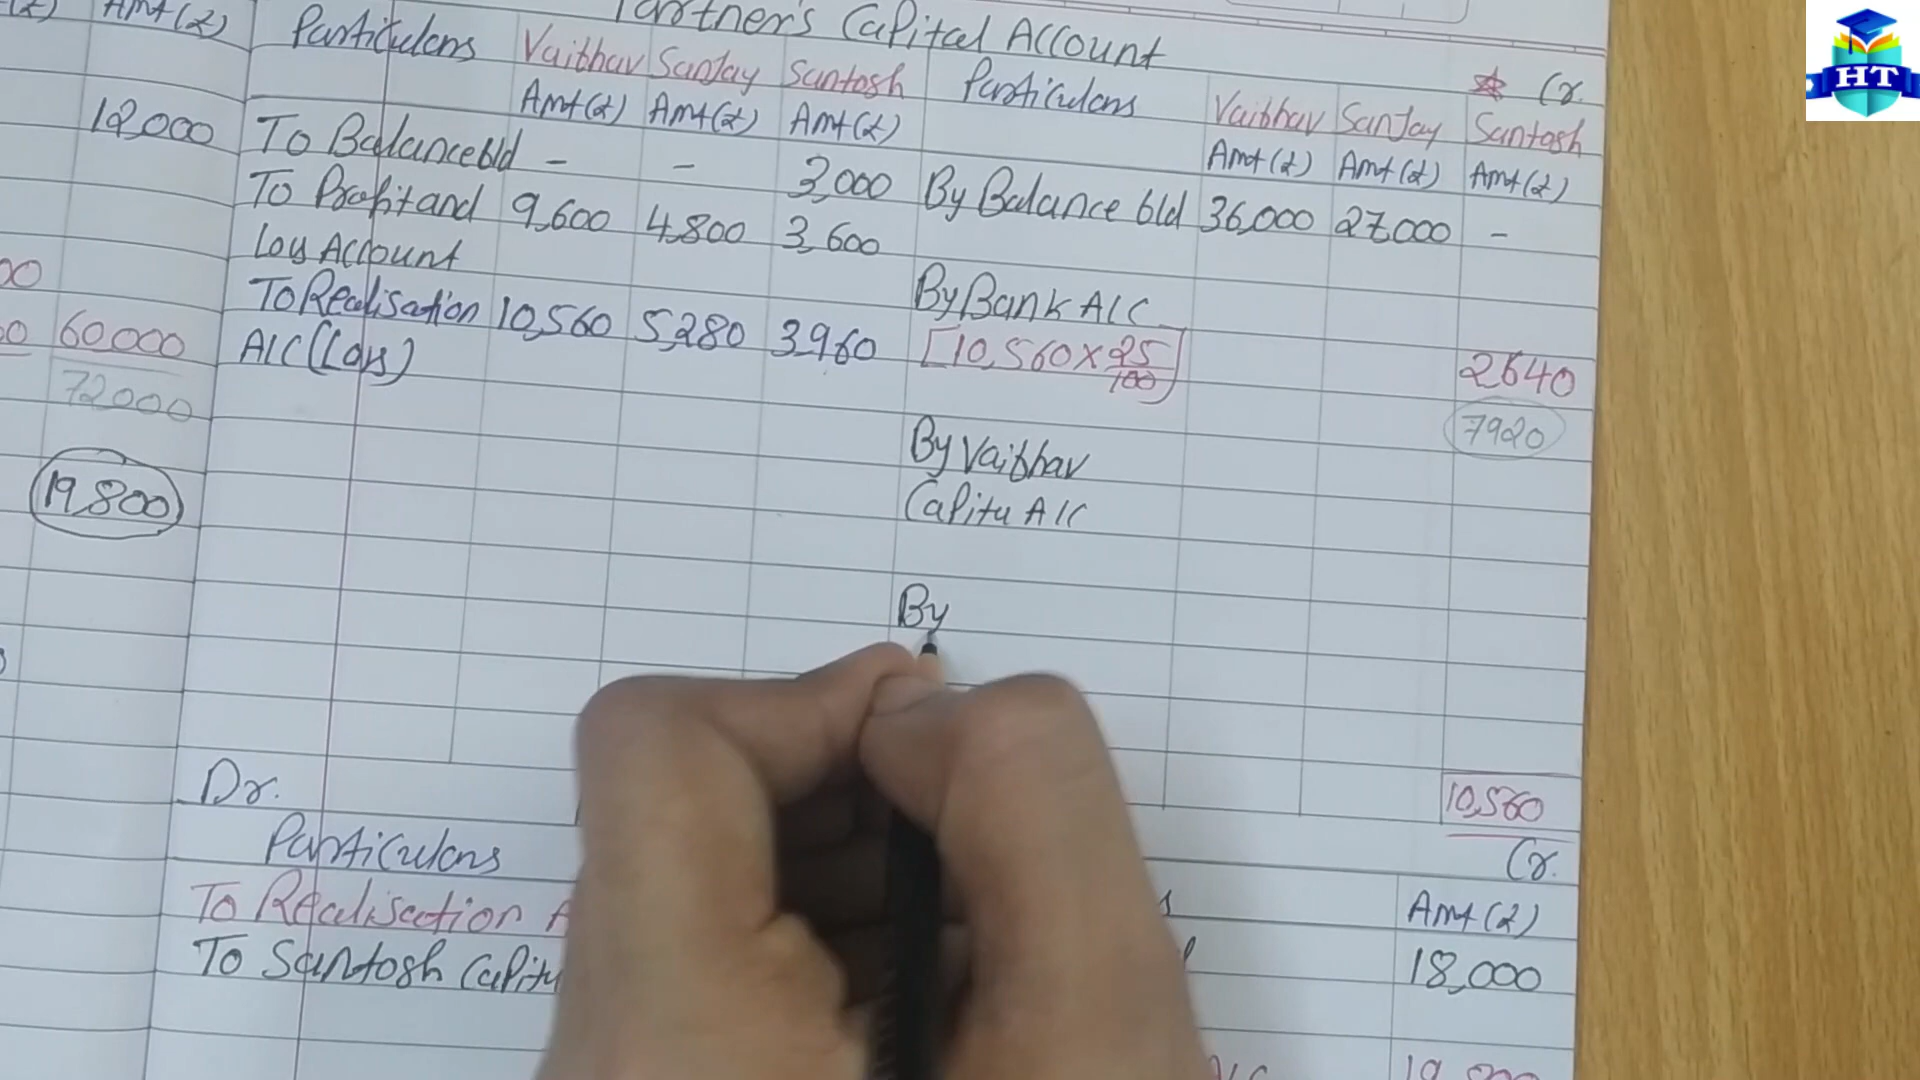 Amt(₹)
Partner's Capital Account
Cr.
Particulars Vaibhav Sanjay Santosh Particulars Vaibhav Sanjay Santosh
Amt(₹) Amt(₹) Amt(₹) Amt(₹) Amt(₹) Amt(₹)
12,000 To Balance b/d - - 3,000 By Balance b/d 36,000 27,000 -
To Profit and 9,600 4,800 3,600
Loss Account
To Realisation 10,560 5,280 3,960 By Bank A/C
60,000 A/C (Loss) [10,560×25/100] 2640
72000 7920
By Vaibhav
19,800 Capital A/C
By
10,560
Dr. Cr.
Particulars Amt(₹)
To Realisation A
To Santosh Capita 18,000
HT